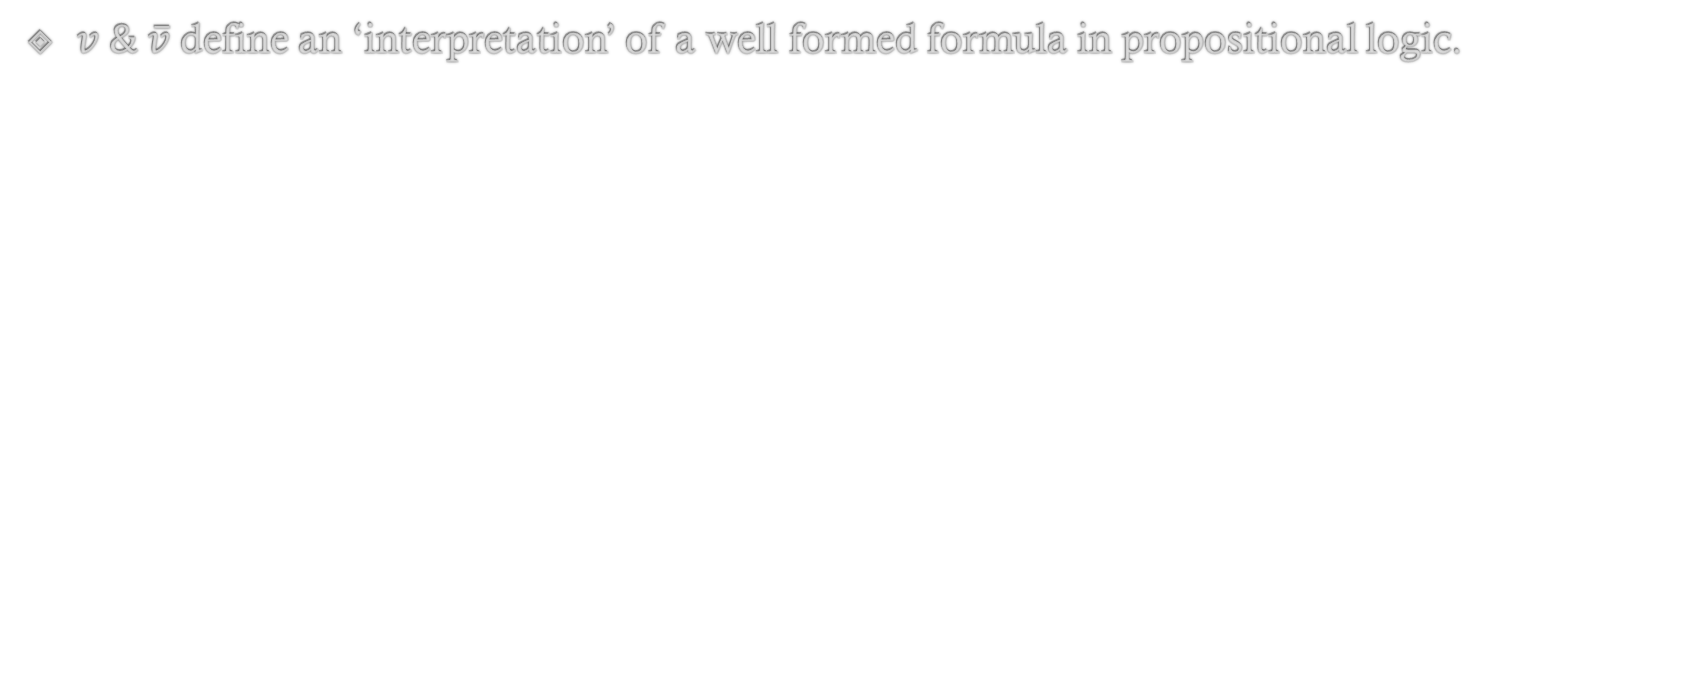 ❖ 𝑣 & 𝑣̅ define an ‘interpretation’ of a well formed formula in propositional logic.